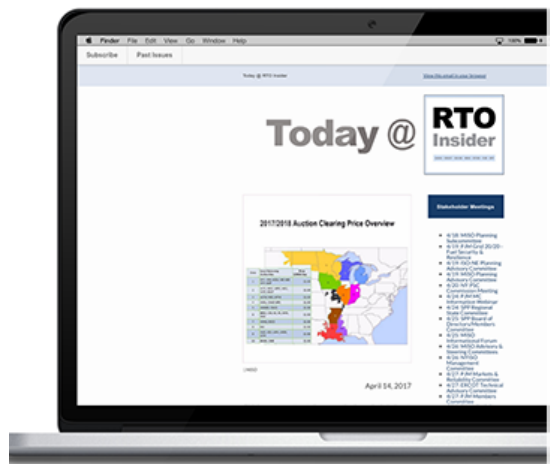 Finder File Edit View Go Window Help
100%
Subscribe Past Issues
Today @ RTO Insider
View this email in your browser
Today @
RTO
Insider
Stakeholder Meetings
2017/2018 Auction Clearing Price Overview
4/18: MISO Planning
Subcommittee
4/19: PJM Grid 20/20 -
Fuel Security &
Resilience
4/19: ISO-NE Planning
Advisory Committee
4/19: MISO Planning
Advisory Committee
4/20: NY PSC
Commission Meeting
4/24: PJM MC
Informational Webinar
4/24: SPP Regional
State Committee
4/25: SPP Board of
Directors/Members
Committee
4/25: MISO
Informational Forum
4/26: MISO Advisory &
Steering Committees
4/26: NYISO
Management
Committee
4/27: PJM Markets &
Reliability Committee
4/27: ERCOT Technical
Advisory Committee
4/27: PJM Members
Committee
| MISO
April 14, 2017